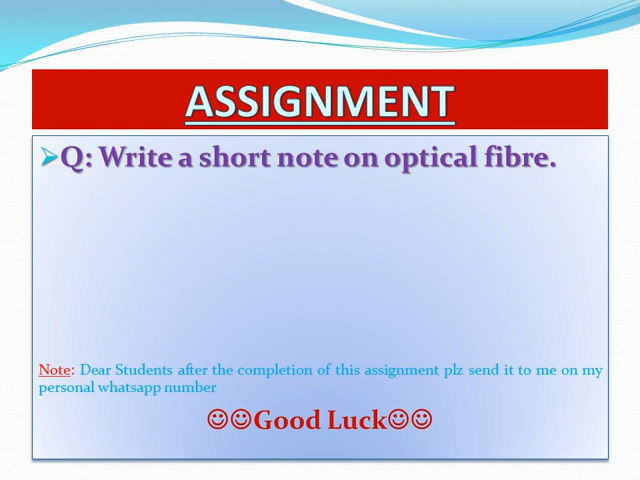 ASSIGNMENT
➢Q: Write a short note on optical fibre.
Note: Dear Students after the completion of this assignment plz send it to me on my
personal whatsapp number
☺☺Good Luck☺☺